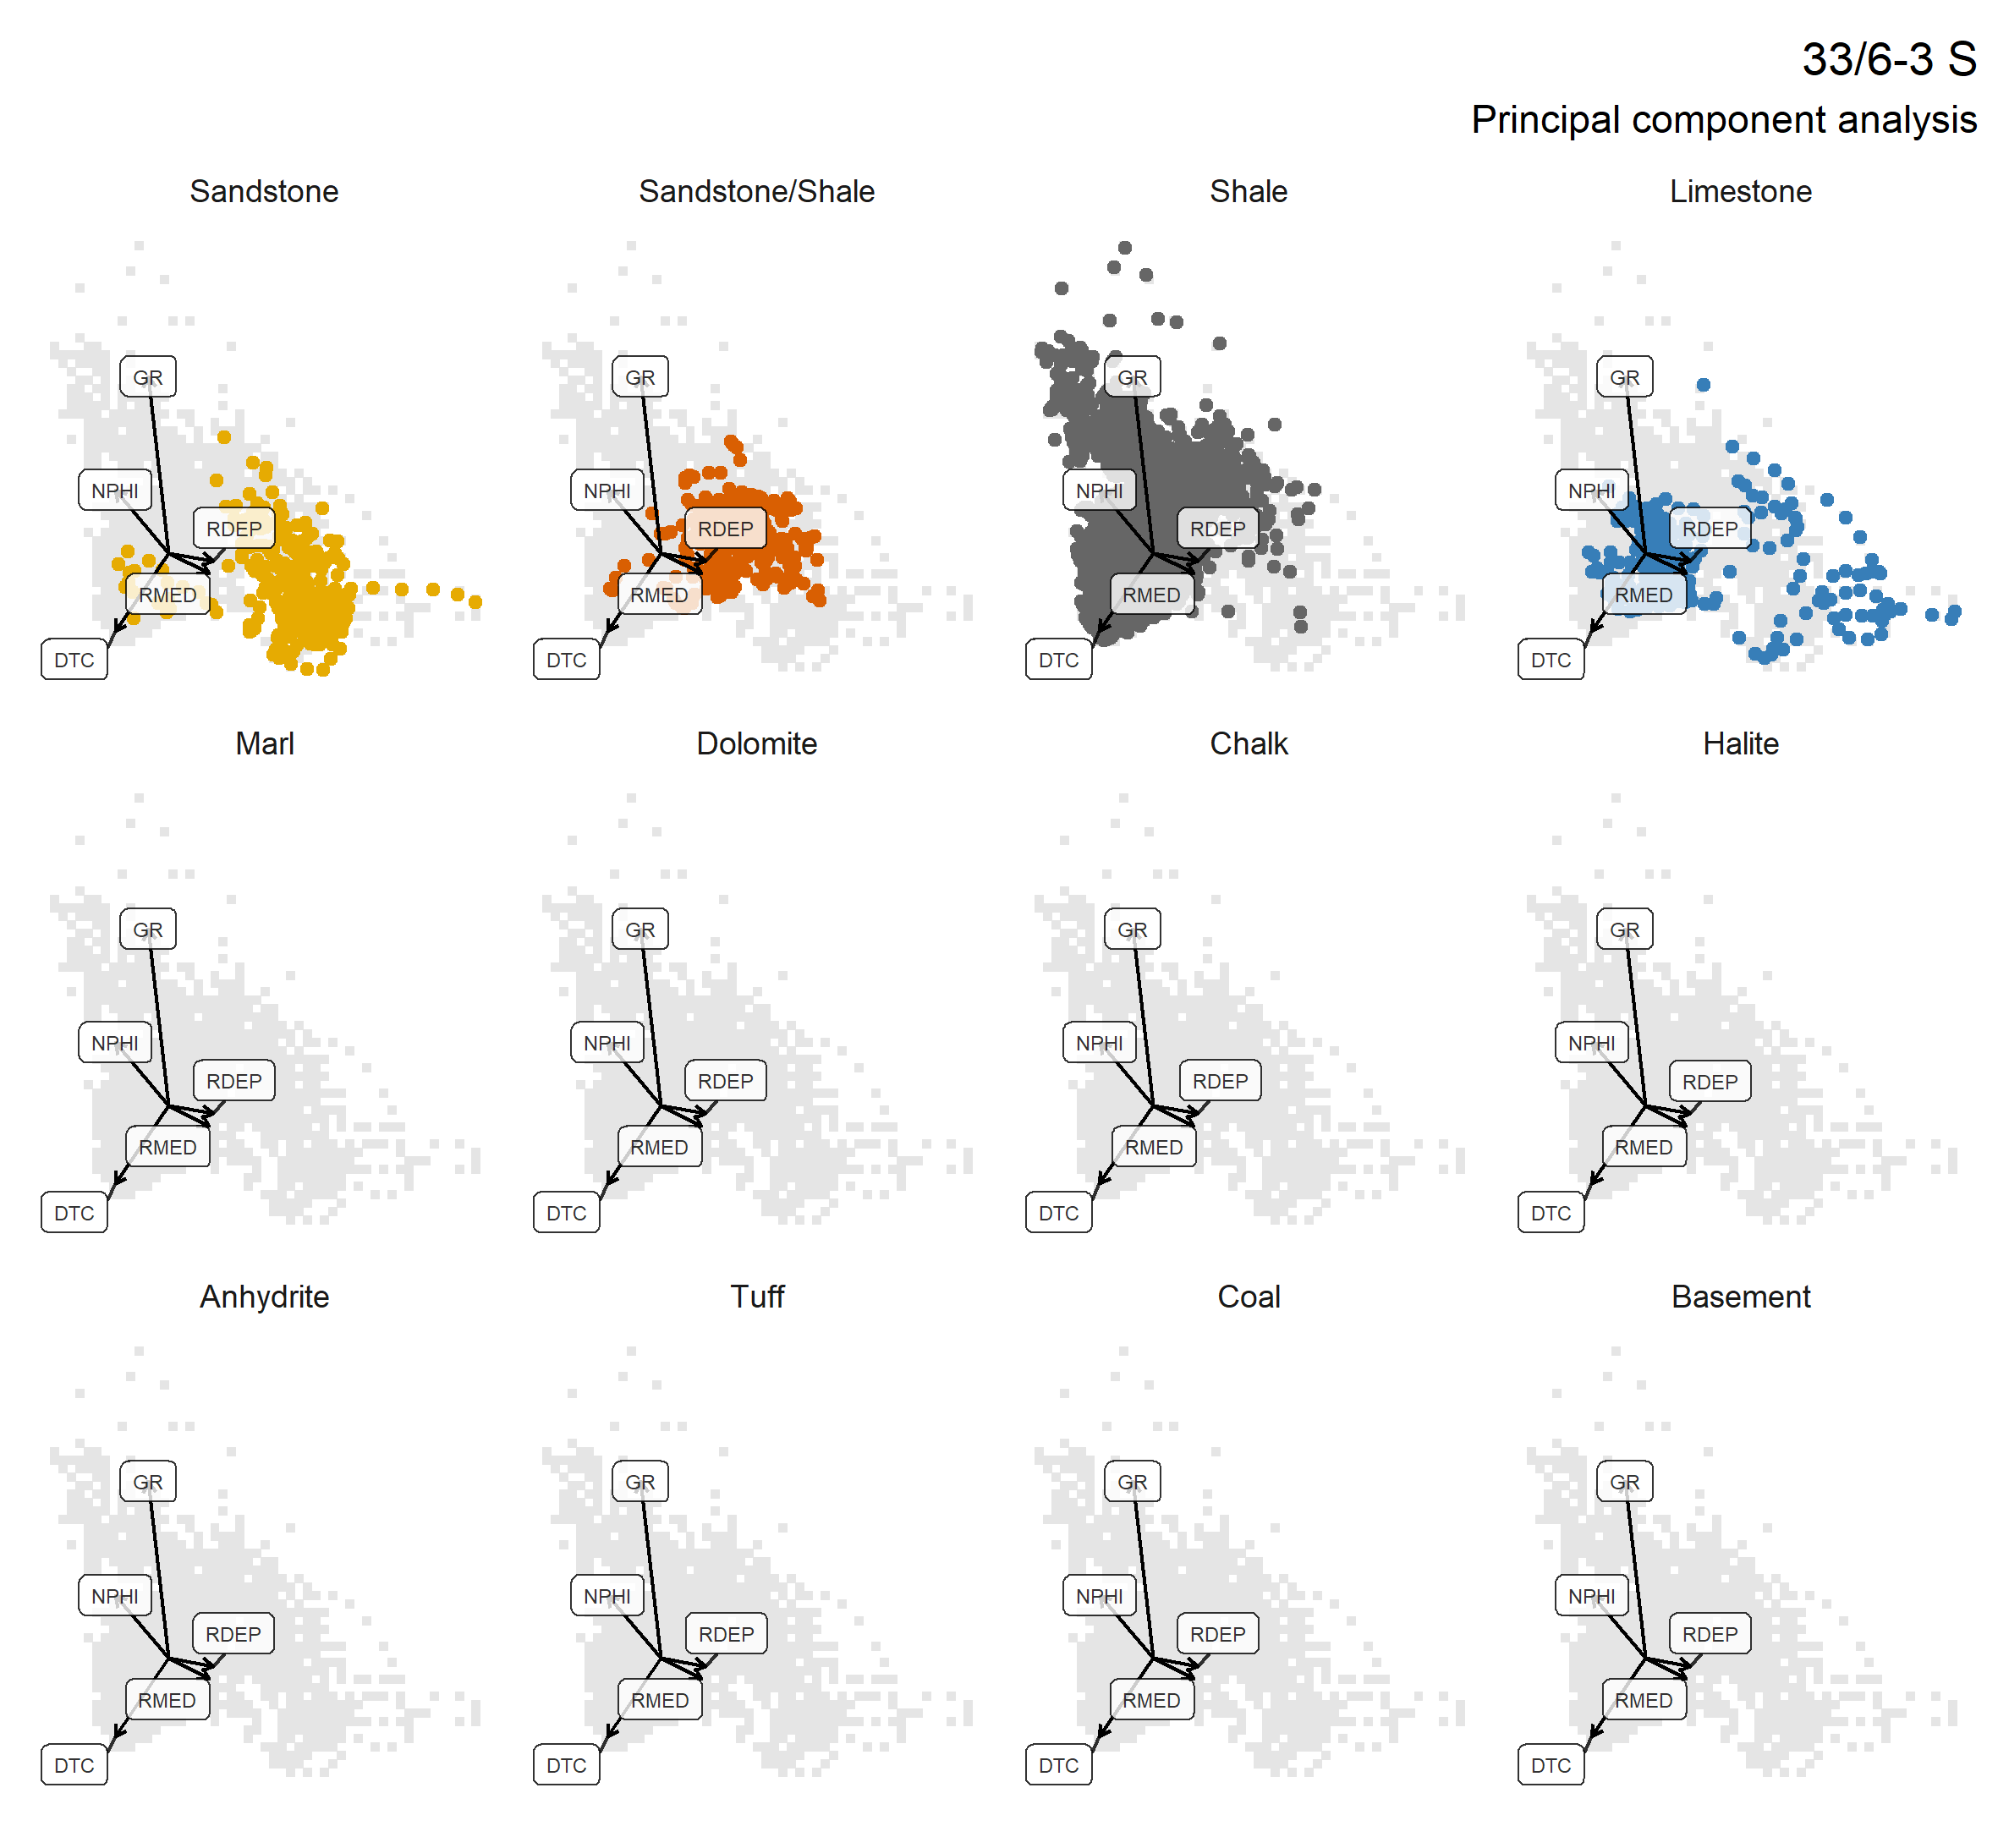 33/6-3 S
Principal component analysis
Sandstone
Sandstone/Shale
Shale
Limestone
GR
NPHI
RDEP
RMED
DTC
GR
NPHI
RDEP
RMED
DTC
GR
NPHI
RDEP
RMED
DTC
GR
NPHI
RDEP
RMED
DTC
Marl
Dolomite
Chalk
Halite
GR
NPHI
RDEP
RMED
DTC
GR
NPHI
RDEP
RMED
DTC
GR
NPHI
RDEP
RMED
DTC
GR
NPHI
RDEP
RMED
DTC
Anhydrite
Tuff
Coal
Basement
GR
NPHI
RDEP
RMED
DTC
GR
NPHI
RDEP
RMED
DTC
GR
NPHI
RDEP
RMED
DTC
GR
NPHI
RDEP
RMED
DTC